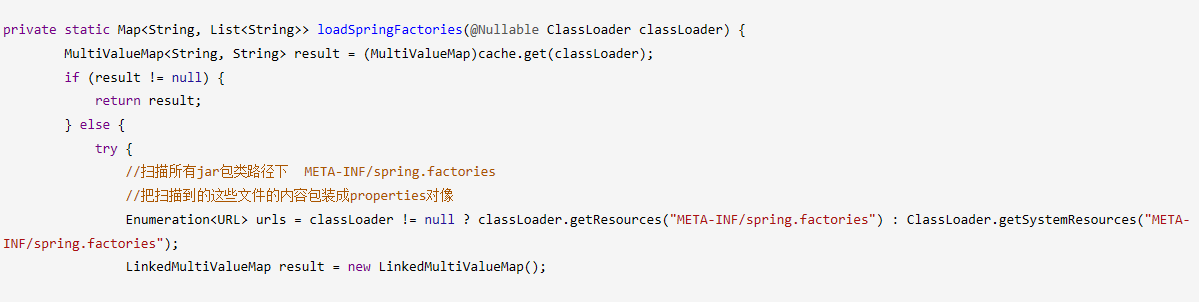 private static Map<String, List<String>> loadSpringFactories(@Nullable ClassLoader classLoader) {
        MultiValueMap<String, String> result = (MultiValueMap)cache.get(classLoader);
        if (result != null) {
            return result;
        } else {
            try {
                //扫描所有jar包类路径下  META-INF/spring.factories
                //把扫描到的这些文件的内容包装成properties对像
                Enumeration<URL> urls = classLoader != null ? classLoader.getResources("META-INF/spring.factories") : ClassLoader.getSystemResources("META-
INF/spring.factories");
                LinkedMultiValueMap result = new LinkedMultiValueMap();